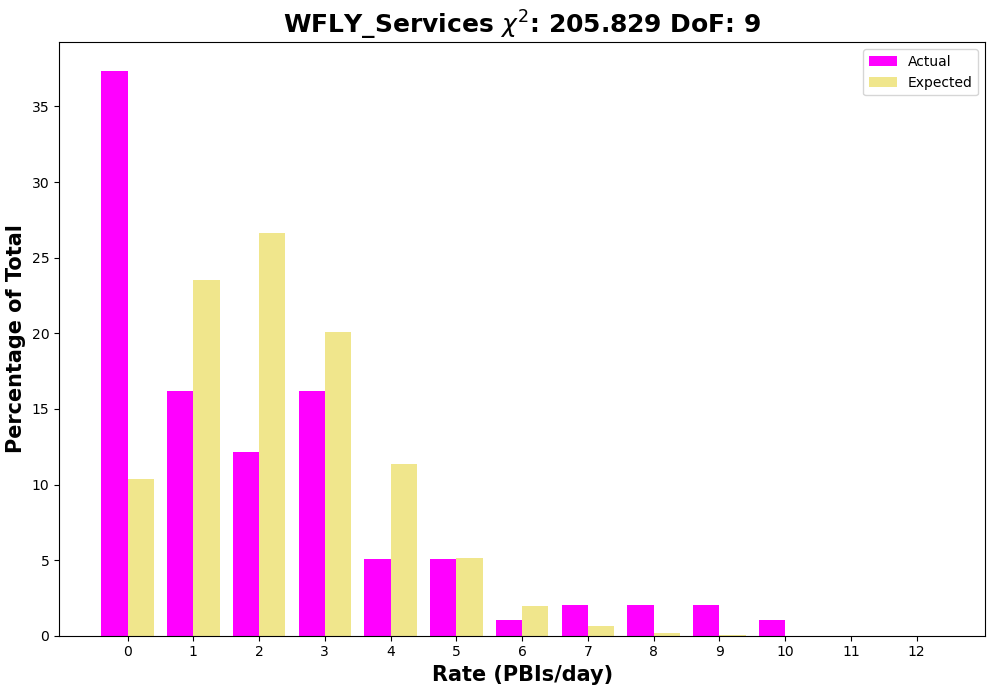 WFLY_Services χ²: 205.829 DoF: 9
Actual
Expected
Percentage of Total
35
30
25
20
15
10
5
0
0 1 2 3 4 5 6 7 8 9 10 11 12
Rate (PBIs/day)